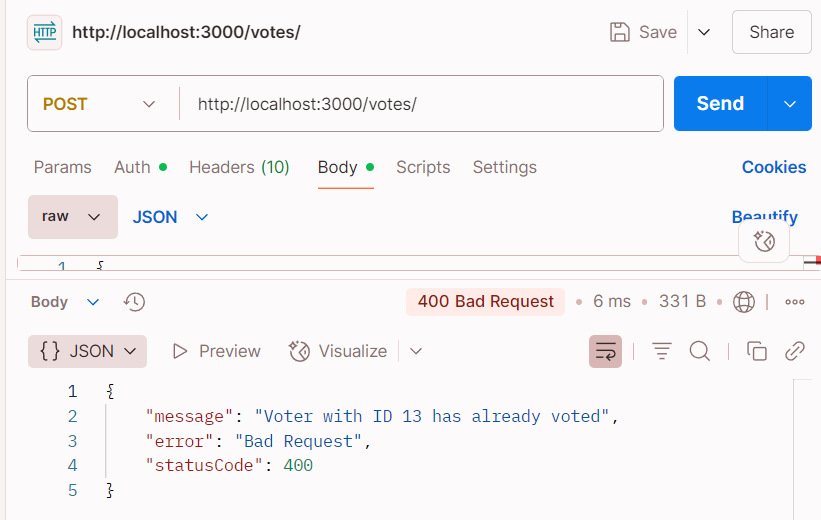 HTTP http://localhost:3000/votes/ Save Share
POST http://localhost:3000/votes/ Send
Params Auth Headers (10) Body Scripts Settings Cookies
raw JSON Beautify
1 {
Body 400 Bad Request • 6 ms • 331 B •
{} JSON Preview Visualize
1 {
2 "message": "Voter with ID 13 has already voted",
3 "error": "Bad Request",
4 "statusCode": 400
5 }